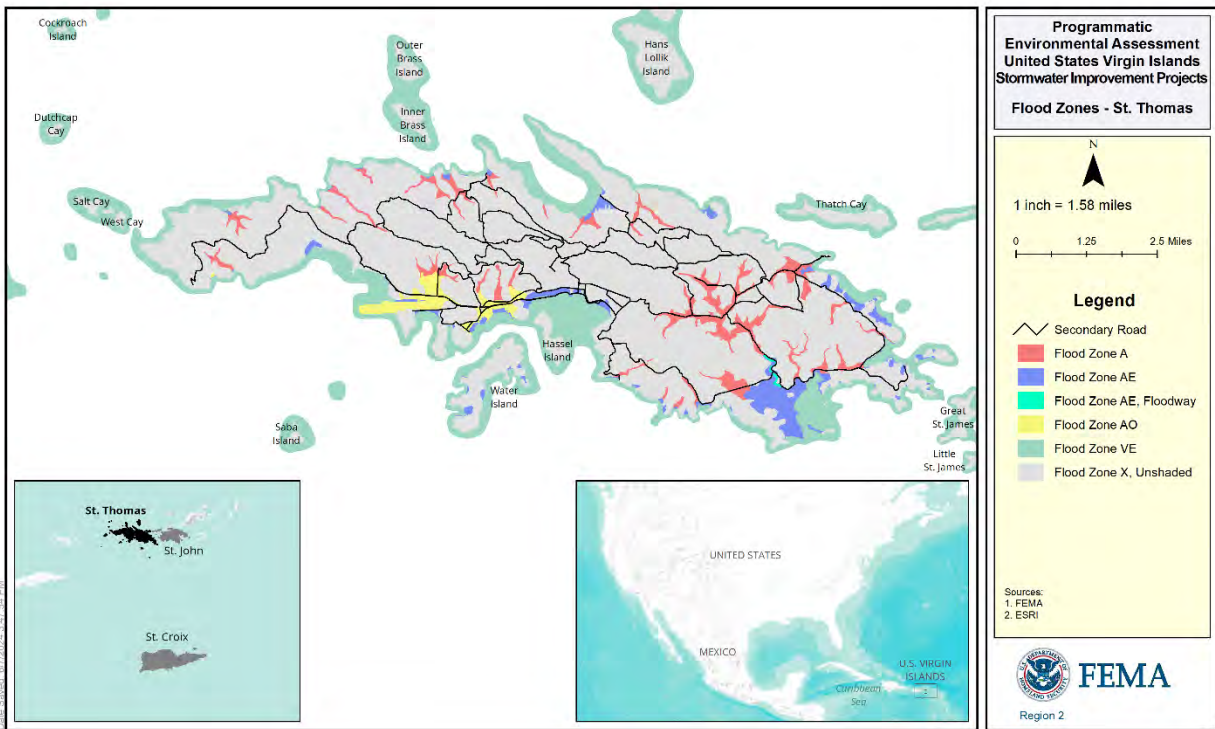 Cockroach
Island
Outer
Brass
Island
Hans
Lollik
Island
Dutchcap
Cay
Inner
Brass
Island
Salt Cay
West Cay
Thatch Cay
Hassel
Island
Water
Island
Saba
Island
Great
St. James
Little
St. James
St. Thomas
St. John
St. Croix
UNITED STATES
MEXICO
U.S. VIRGIN
ISLANDS
Caribbean
Sea
Programmatic
Environmental Assessment
United States Virgin Islands
Stormwater Improvement Projects
Flood Zones - St. Thomas
N
1 inch = 1.58 miles
0 1.25 2.5 Miles
Legend
Secondary Road
Flood Zone A
Flood Zone AE
Flood Zone AE, Floodway
Flood Zone AO
Flood Zone VE
Flood Zone X, Unshaded
Sources:
1. FEMA
2. ESRI
FEMA
Region 2